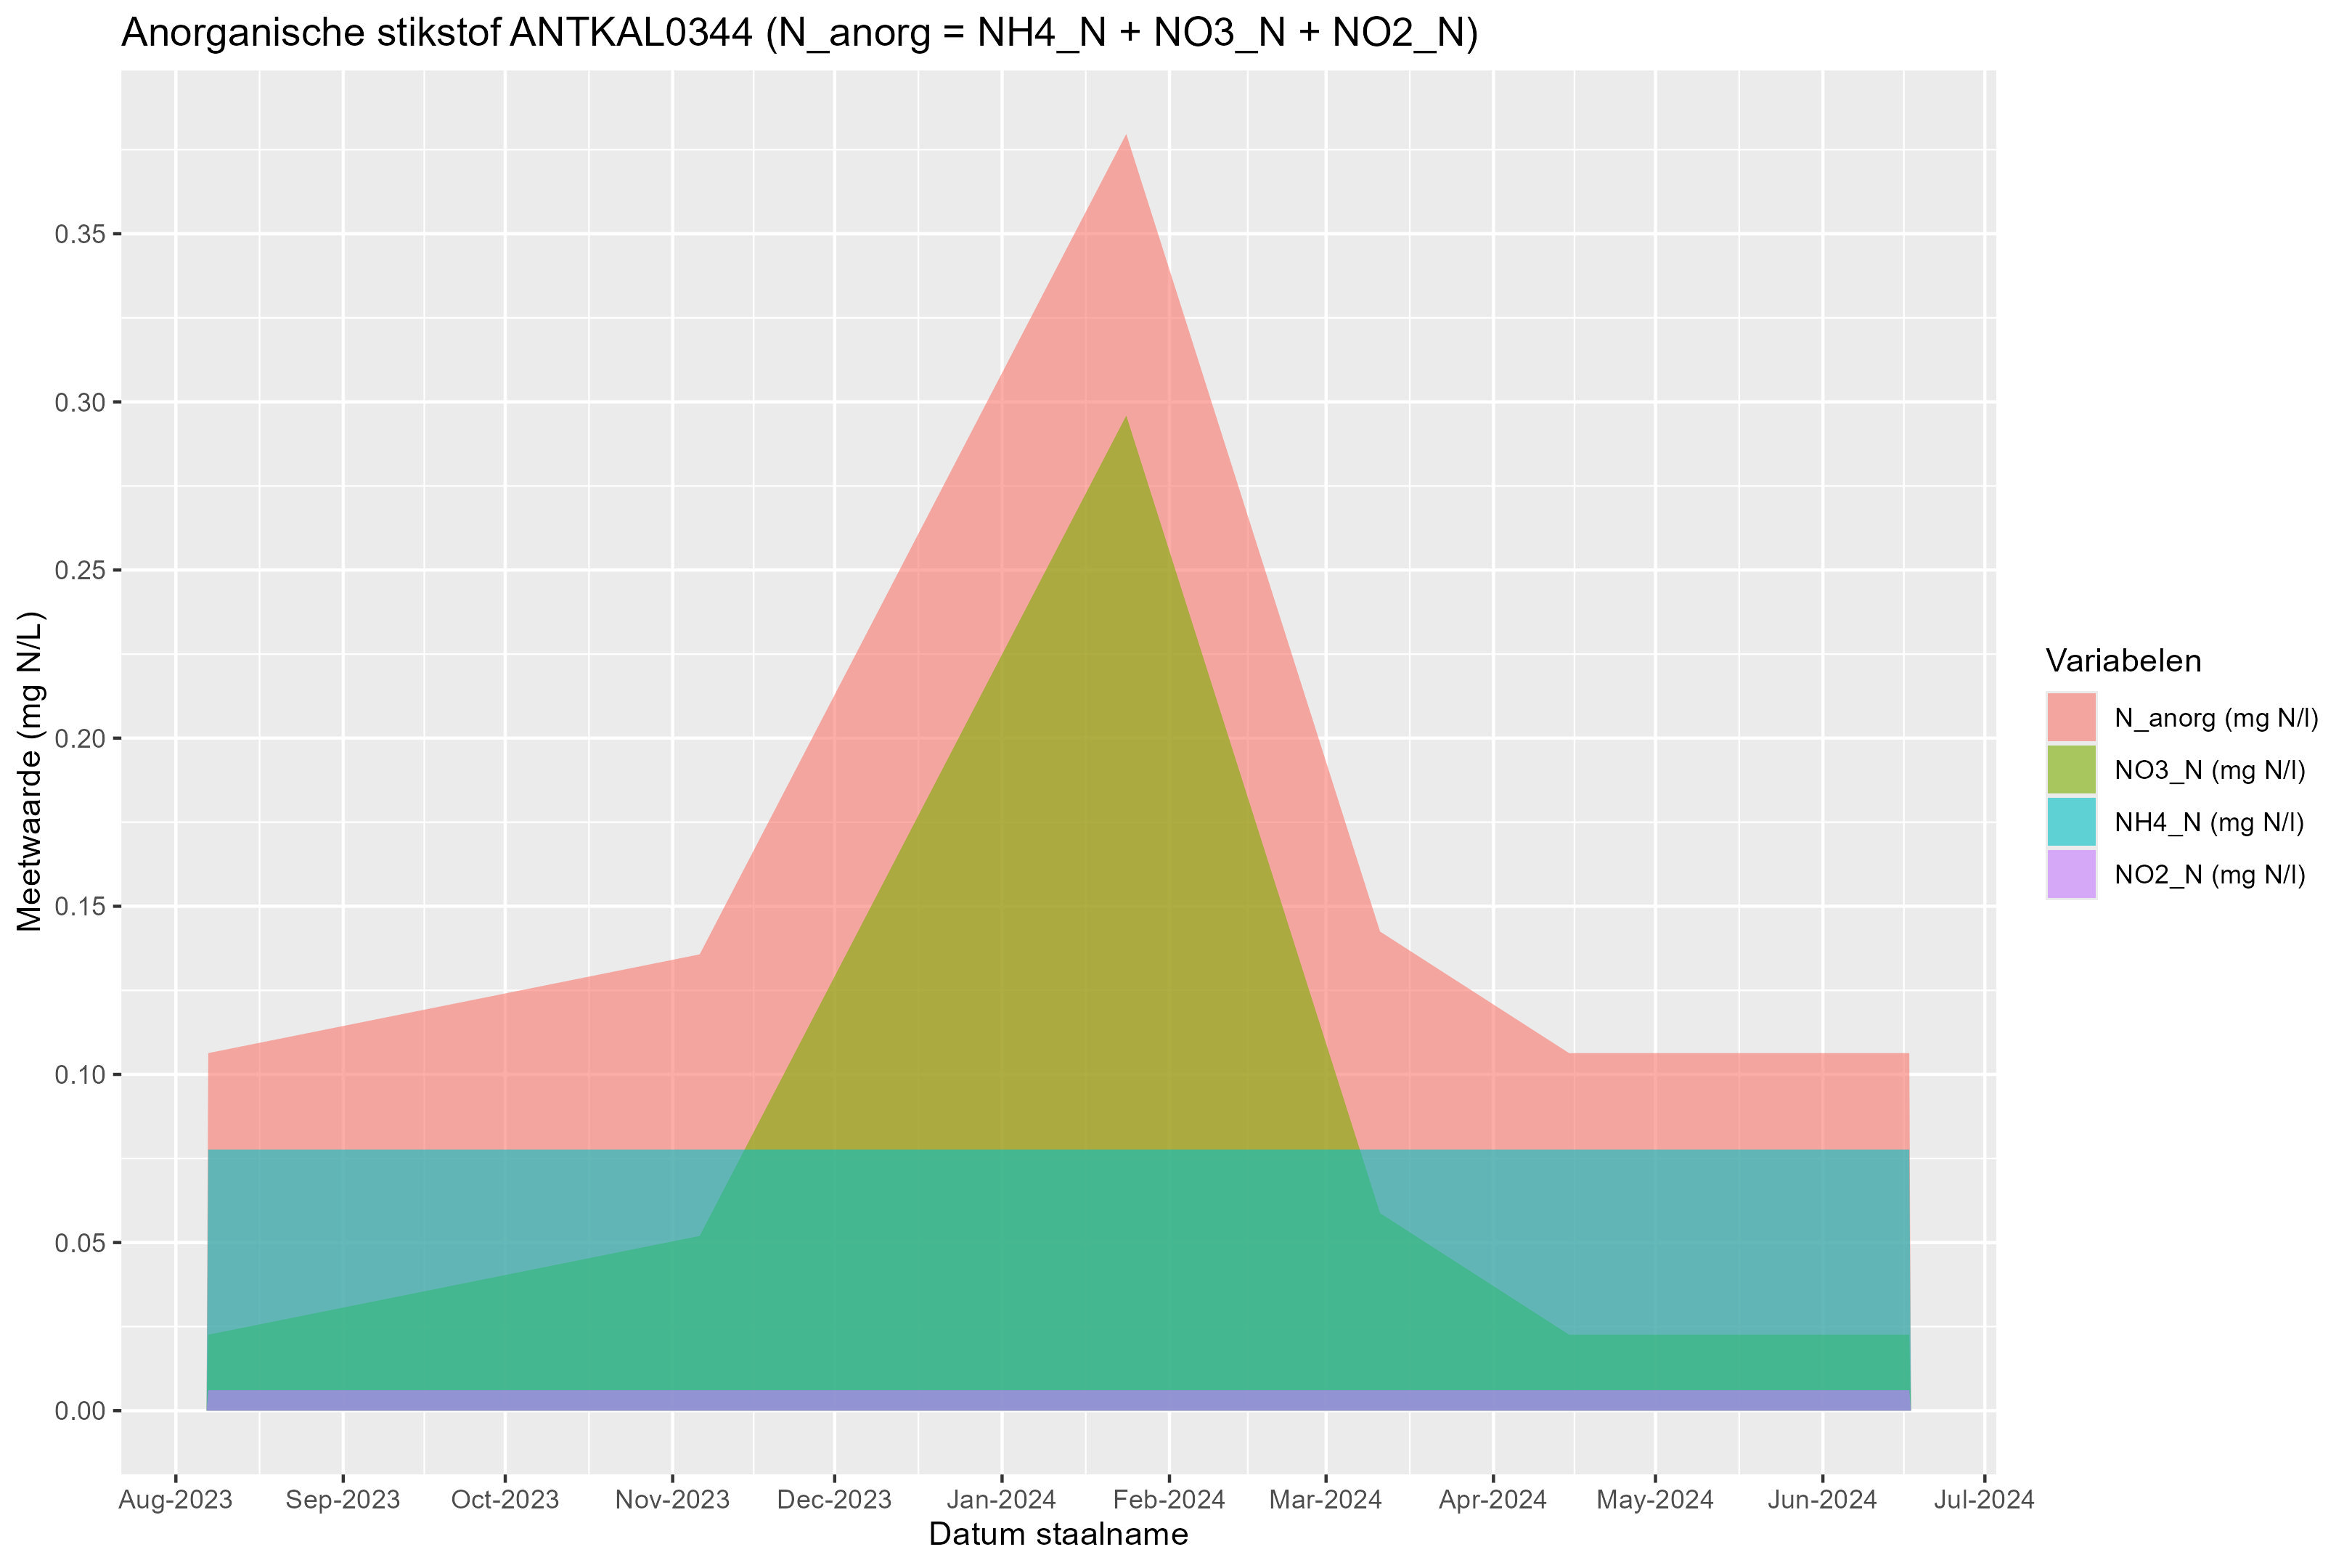 Anorganische stikstof ANTKAL0344 (N_anorg = NH4_N + NO3_N + NO2_N)
Meetwaarde (mg N/L)
0.35
0.30
0.25
0.20
0.15
0.10
0.05
0.00
Aug-2023 Sep-2023 Oct-2023 Nov-2023 Dec-2023 Jan-2024 Feb-2024 Mar-2024 Apr-2024 May-2024 Jun-2024 Jul-2024
Datum staalname
Variabelen
N_anorg (mg N/l)
NO3_N (mg N/l)
NH4_N (mg N/l)
NO2_N (mg N/l)